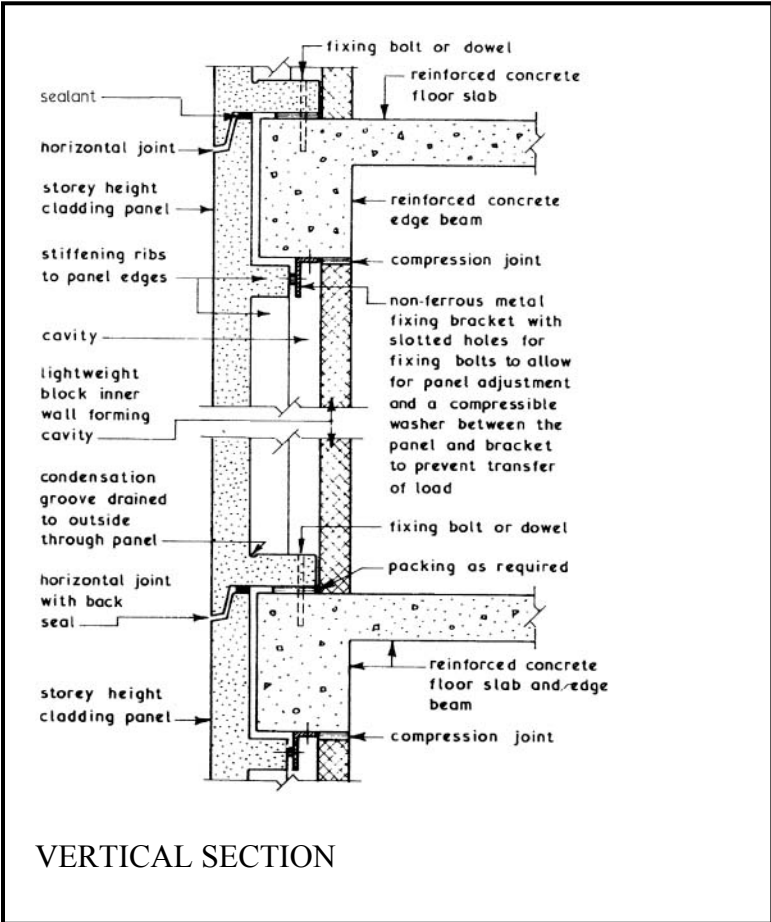 fixing bolt or dowel
reinforced concrete
floor slab
sealant
horizontal joint
storey height
cladding panel
reinforced concrete
edge beam
stiffening ribs
to panel edges
compression joint
non-ferrous metal
fixing bracket with
slotted holes for
fixing bolts to allow
for panel adjustment
and a compressible
washer between the
panel and bracket
to prevent transfer
of load
cavity
lightweight
block inner
wall forming
cavity
condensation
groove drained
to outside
through panel
fixing bolt or dowel
packing as required
horizontal joint
with back
seal
reinforced concrete
floor slab and edge
beam
storey height
cladding panel
compression joint
VERTICAL SECTION